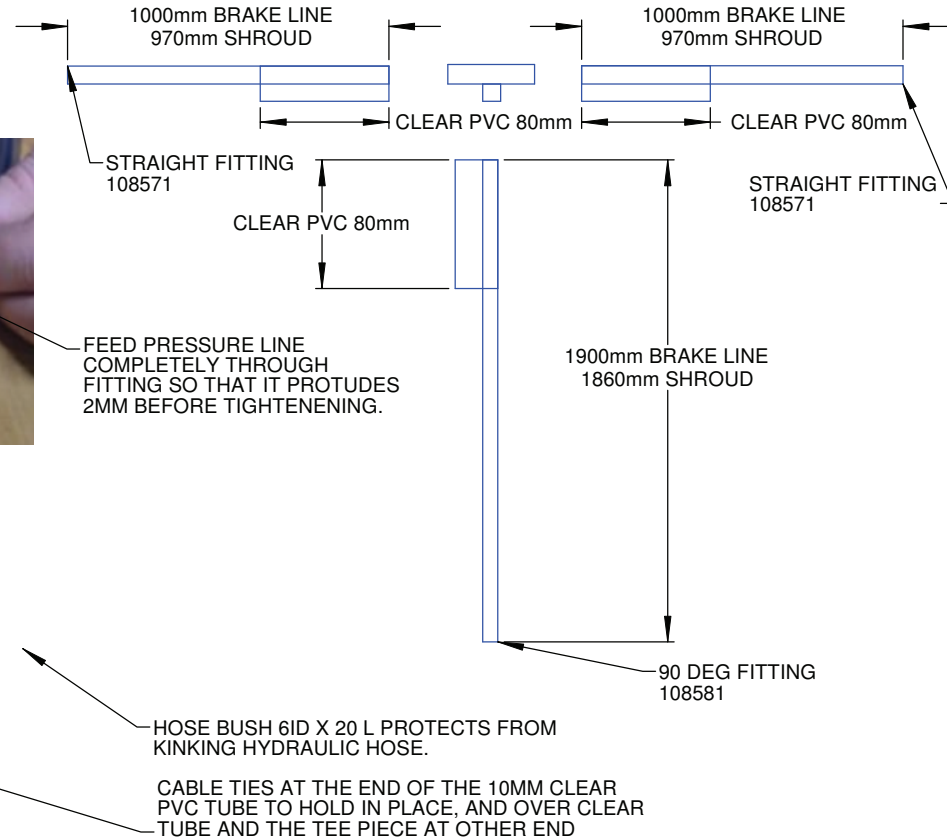 1000mm BRAKE LINE
970mm SHROUD
1000mm BRAKE LINE
970mm SHROUD
CLEAR PVC 80mm
CLEAR PVC 80mm
STRAIGHT FITTING
108571
STRAIGHT FITTING
108571
CLEAR PVC 80mm
FEED PRESSURE LINE
COMPLETELY THROUGH
FITTING SO THAT IT PROTUDES
2MM BEFORE TIGHTENENING.
1900mm BRAKE LINE
1860mm SHROUD
90 DEG FITTING
108581
HOSE BUSH 6ID X 20 L PROTECTS FROM
KINKING HYDRAULIC HOSE.
CABLE TIES AT THE END OF THE 10MM CLEAR
PVC TUBE TO HOLD IN PLACE, AND OVER CLEAR
TUBE AND THE TEE PIECE AT OTHER END